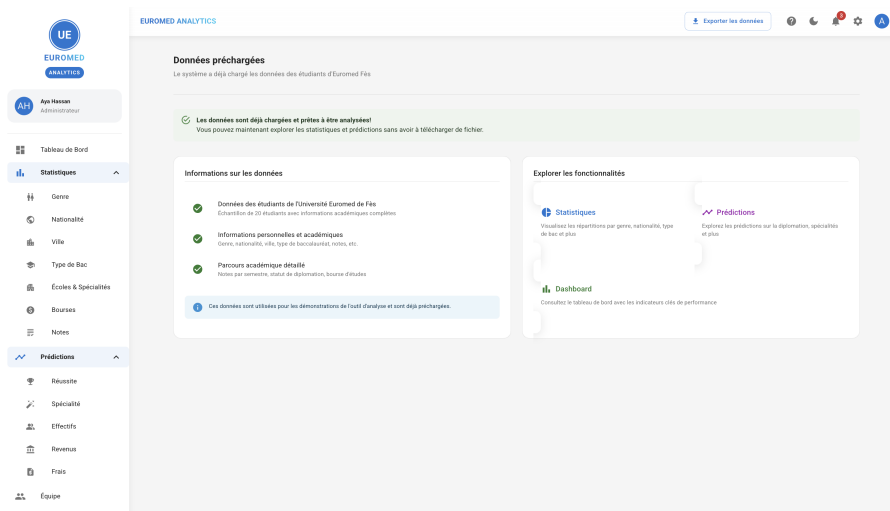 UE
EUROMED
ANALYTICS
AH
Aya Hassan
Administrateur
Tableau de Bord
Statistiques
Genre
Nationalité
Ville
Type de Bac
Écoles & Spécialités
Bourses
Notes
Prédictions
Réussite
Spécialité
Effectifs
Revenus
Frais
Équipe
EUROMED ANALYTICS
Exporter les données
3
A
Données préchargées
Le système a déjà chargé les données des étudiants d'Euromed Fès
Les données sont déjà chargées et prêtes à être analysées!
Vous pouvez maintenant explorer les statistiques et prédictions sans avoir à télécharger de fichier.
Informations sur les données
Données des étudiants de l'Université Euromed de Fès
Échantillon de 20 étudiants avec informations académiques complètes
Informations personnelles et académiques
Genre, nationalité, ville, type de baccalauréat, notes, etc.
Parcours académique détaillé
Notes par semestre, statut de diplomation, bourse d'études
Ces données sont utilisées pour les démonstrations de l'outil d'analyse et sont déjà préchargées.
Explorer les fonctionnalités
Statistiques
Visualisez les répartitions par genre, nationalité, type
de bac et plus
Prédictions
Explorez les prédictions sur la diplomation, spécialités
et plus
Dashboard
Consultez le tableau de bord avec les indicateurs clés de performance